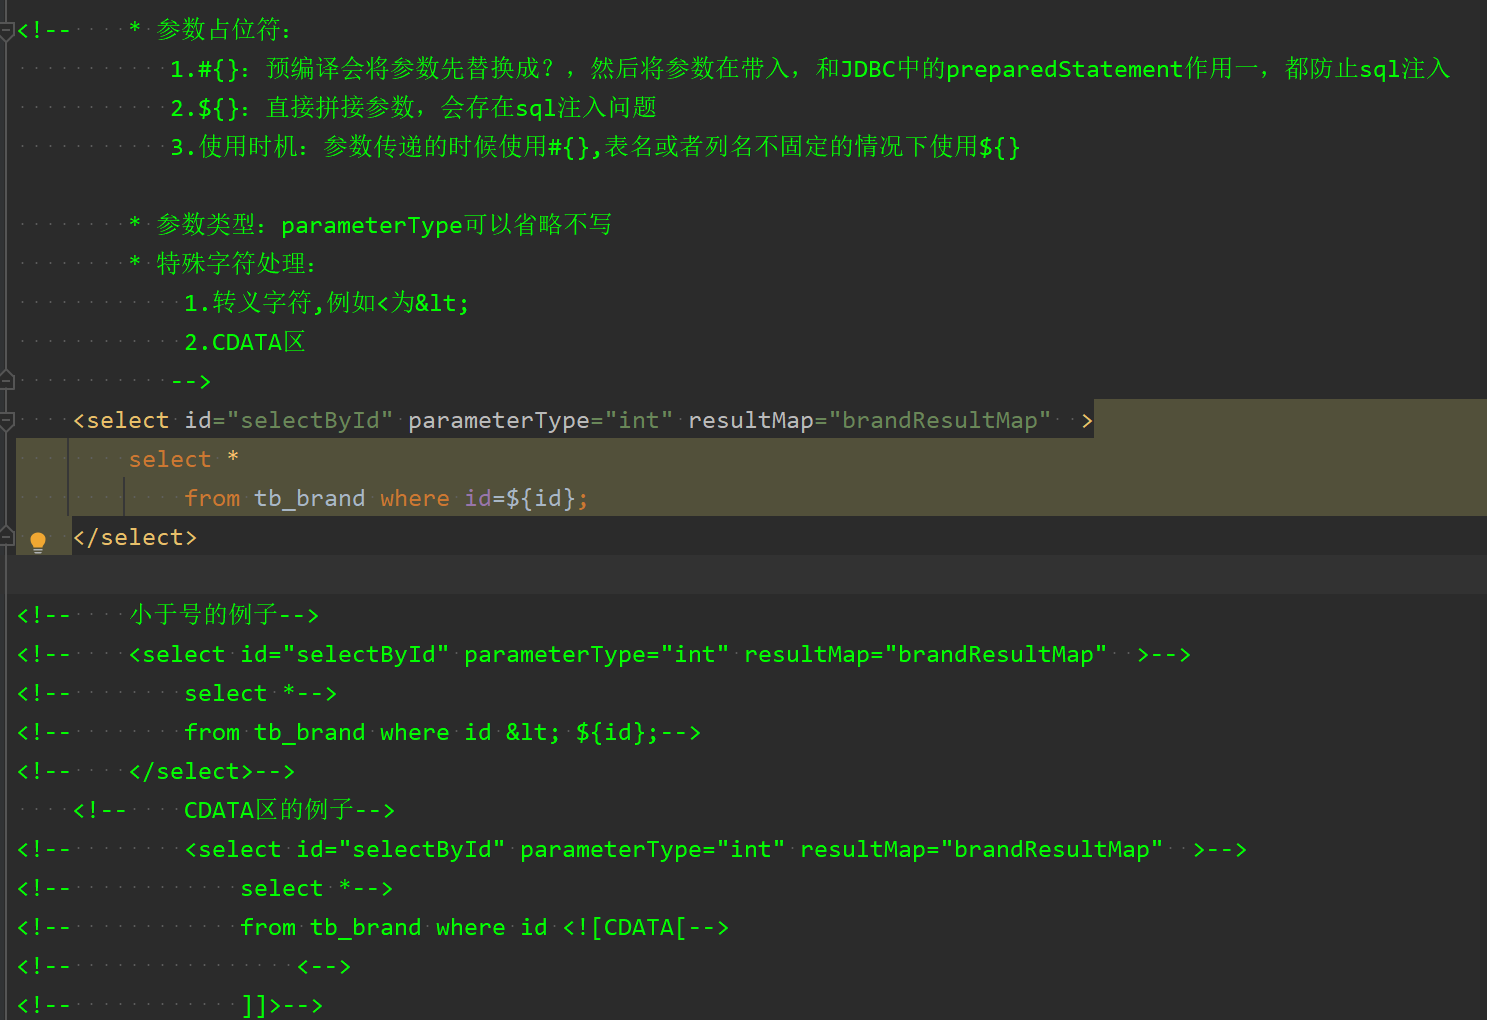 <!-- * 参数占位符：
1.#{}：预编译会将参数先替换成？，然后将参数在带入，和JDBC中的preparedStatement作用一，都防止sql注入
2.${}：直接拼接参数，会存在sql注入问题
3.使用时机：参数传递的时候使用#{},表名或者列名不固定的情况下使用${}
* 参数类型：parameterType可以省略不写
* 特殊字符处理：
1.转义字符,例如<为&lt;
2.CDATA区
-->
<select id="selectById" parameterType="int" resultMap="brandResultMap" >
select *
from tb_brand where id=${id};
</select>
<!-- 小于号的例子-->
<!-- <select id="selectById" parameterType="int" resultMap="brandResultMap" >-->
<!-- select *-->
<!-- from tb_brand where id &lt; ${id};-->
<!-- </select>-->
<!-- CDATA区的例子-->
<!-- <select id="selectById" parameterType="int" resultMap="brandResultMap" >-->
<!-- select *-->
<!-- from tb_brand where id <![CDATA[-->
<!-- <-->
<!-- ]]>-->